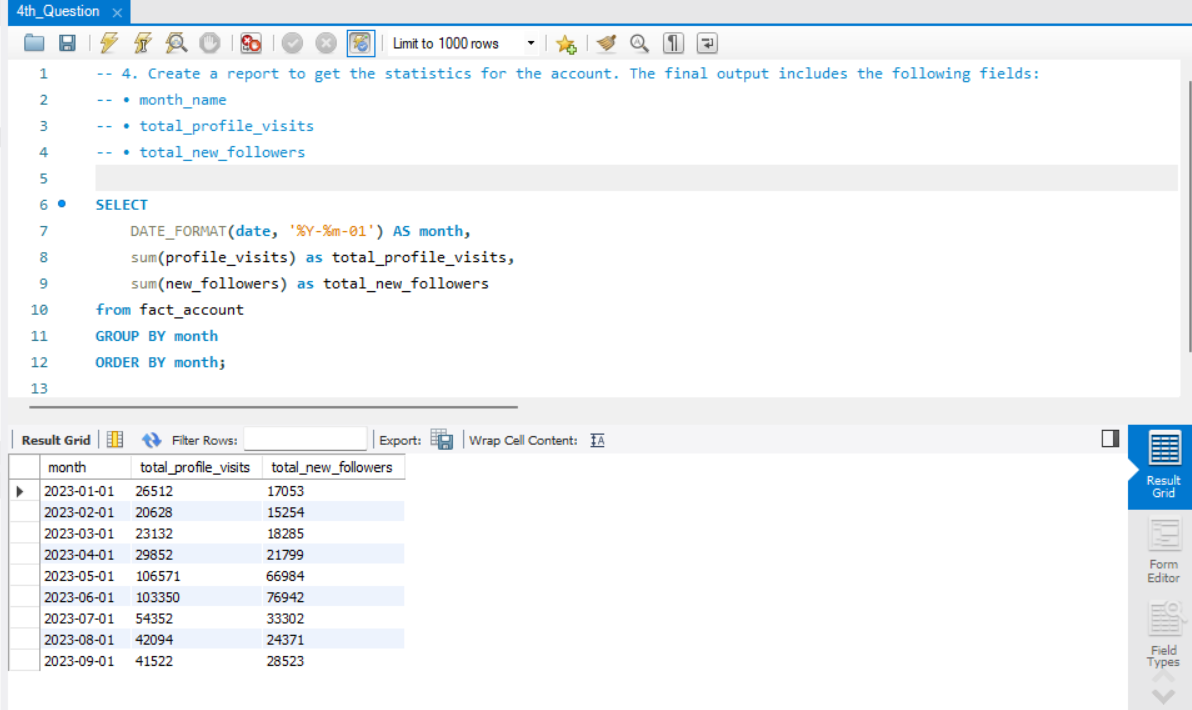 4th_Question ×
Limit to 1000 rows
1 -- 4. Create a report to get the statistics for the account. The final output includes the following fields:
2 -- • month_name
3 -- • total_profile_visits
4 -- • total_new_followers
5
6 SELECT
7 DATE_FORMAT(date, '%Y-%m-01') AS month,
8 sum(profile_visits) as total_profile_visits,
9 sum(new_followers) as total_new_followers
10 from fact_account
11 GROUP BY month
12 ORDER BY month;
13
Result Grid Filter Rows: Export: Wrap Cell Content: IA
month total_profile_visits total_new_followers
2023-01-01 26512 17053
2023-02-01 20628 15254
2023-03-01 23132 18285
2023-04-01 29852 21799
2023-05-01 106571 66984
2023-06-01 103350 76942
2023-07-01 54352 33302
2023-08-01 42094 24371
2023-09-01 41522 28523
Result
Grid
Form
Editor
Field
Types